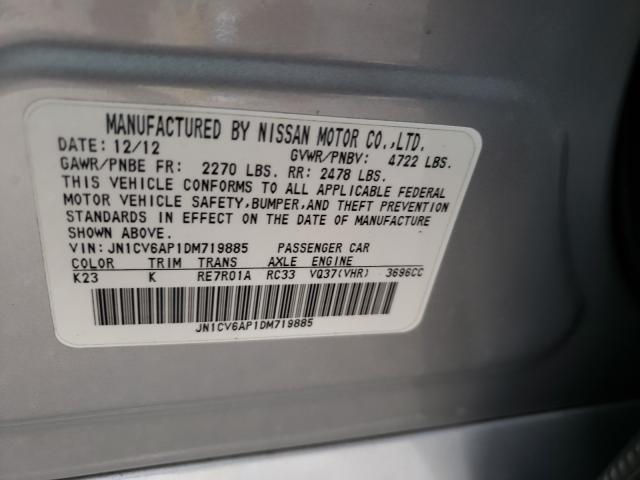 MANUFACTURED BY NISSAN MOTOR CO.,LTD.
DATE: 12/12 GVWR/PNBV: 4722 LBS.
GAWR/PNBE FR: 2270 LBS. RR: 2478 LBS.
THIS VEHICLE CONFORMS TO ALL APPLICABLE FEDERAL
MOTOR VEHICLE SAFETY,BUMPER,AND THEFT PREVENTION
STANDARDS IN EFFECT ON THE DATE OF MANUFACTURE
SHOWN ABOVE.
VIN: JN1CV6AP1DM719885 PASSENGER CAR
COLOR TRIM TRANS AXLE ENGINE
K23 K RE7R01A RC33 VQ37(VHR) 3696CC
JN1CV6AP1DM719885